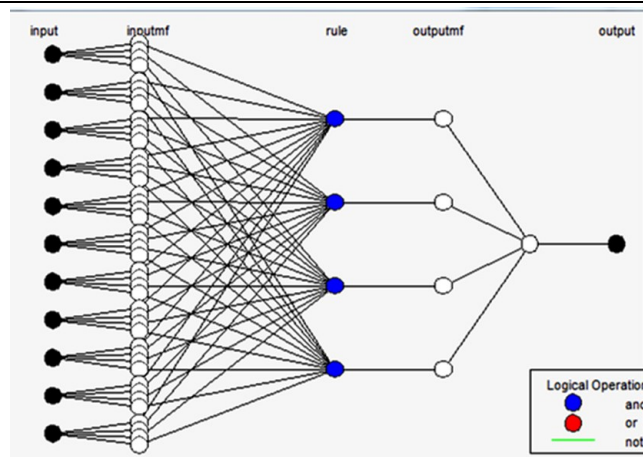 input inputmf rule outputmf output
Logical Operation
and
or
not